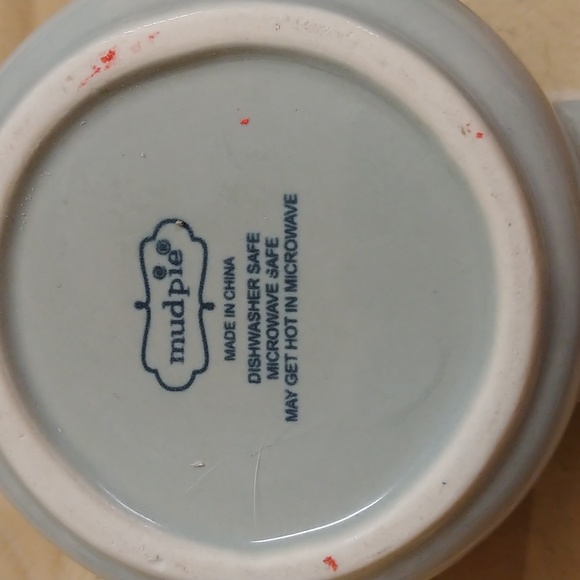 mudpie®
MADE IN CHINA
DISHWASHER SAFE
MICROWAVE SAFE
MAY GET HOT IN MICROWAVE